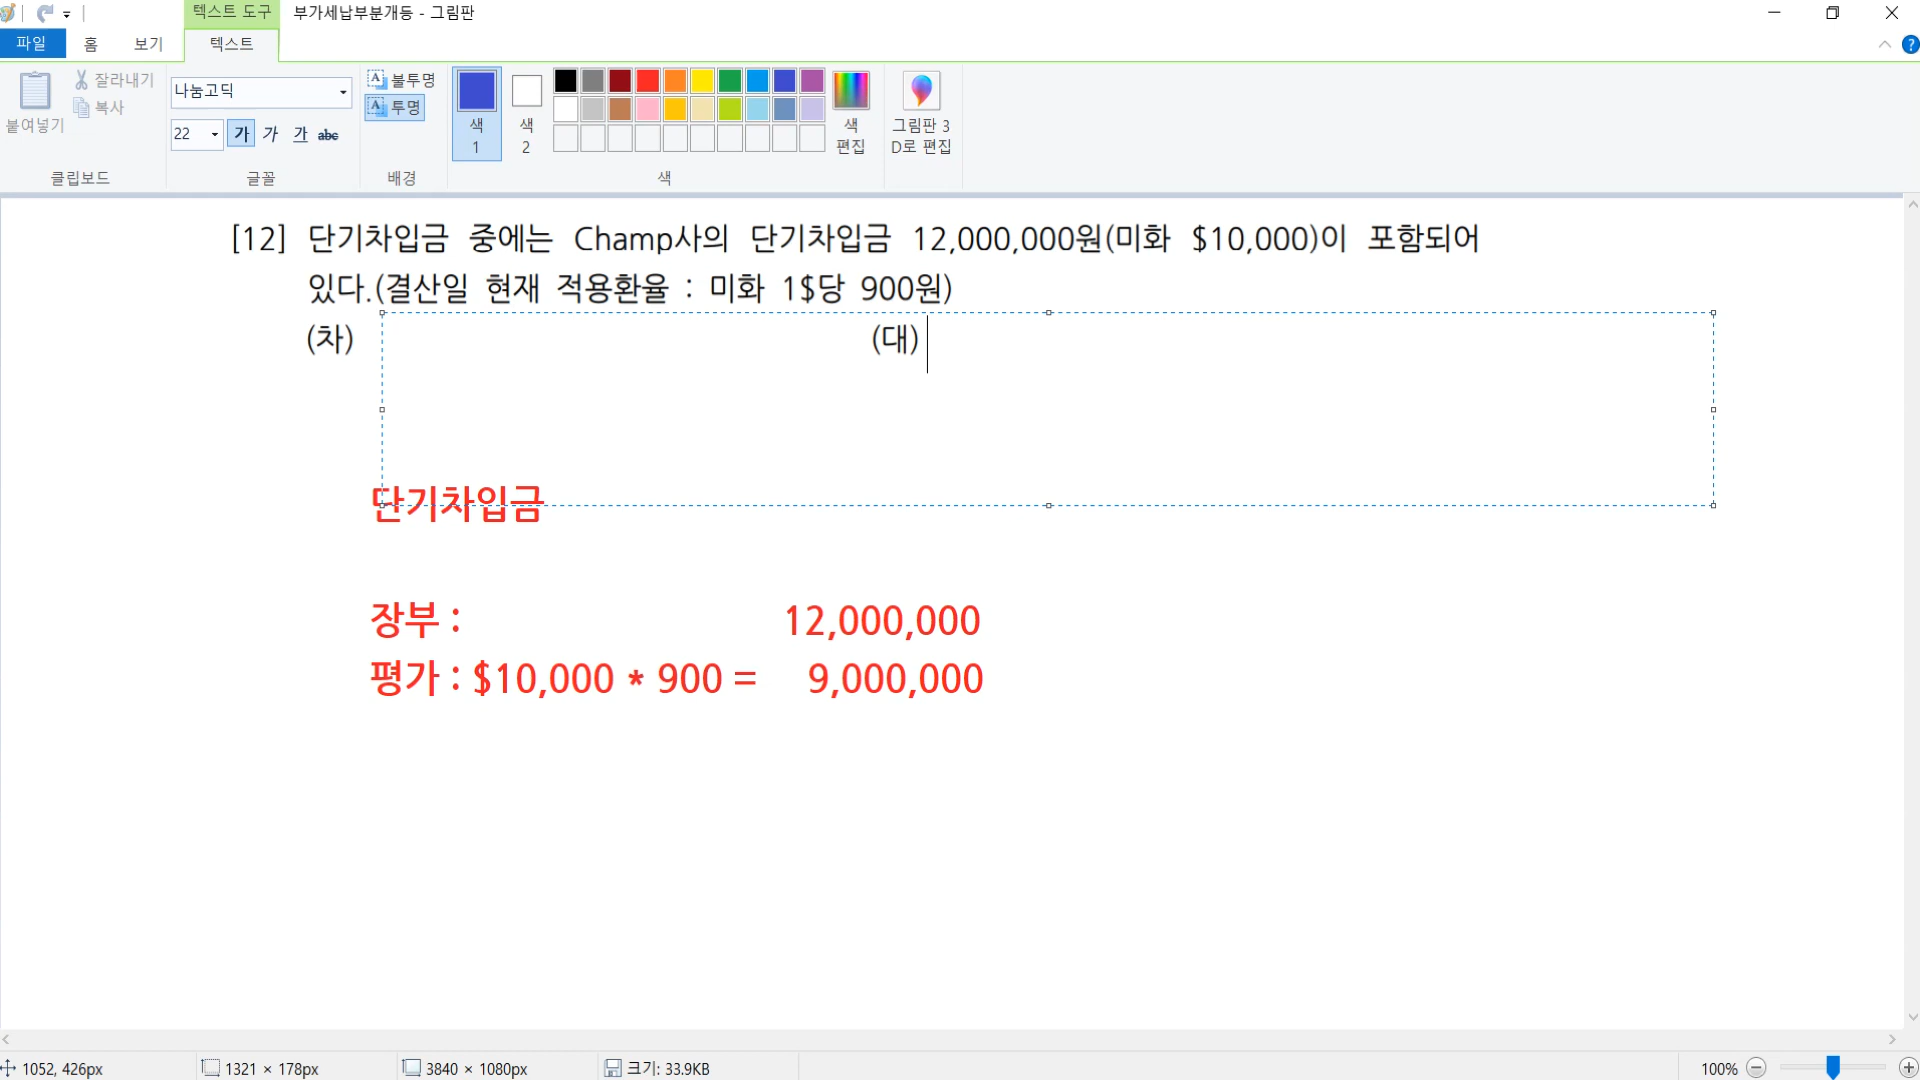 텍스트 도구
부가세납부분개등 - 그림판
파일 홈 보기 텍스트
붙여넣기
잘라내기
복사
클립보드
나눔고딕
22 가 가 가 abc
글꼴
불투명
투명
배경
색 1
색 2
색 편집
색
그림판 3D로 편집
[12] 단기차입금 중에는 Champ사의 단기차입금 12,000,000원(미화 $10,000)이 포함되어
있다.(결산일 현재 적용환율 : 미화 1$당 900원)
(차) (대)
단기차입금
장부 : 12,000,000
평가 : $10,000 * 900 = 9,000,000
1052, 426px 1321 × 178px 3840 × 1080px 크기: 33.9KB 100%